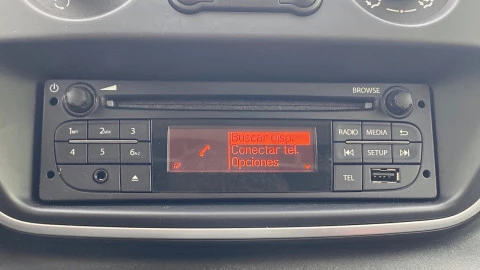 BROWSE
1 2 3
RADIO MEDIA
4 5 6
SETUP
TEL
Buscar disp.
Conectar tel.
Opciones